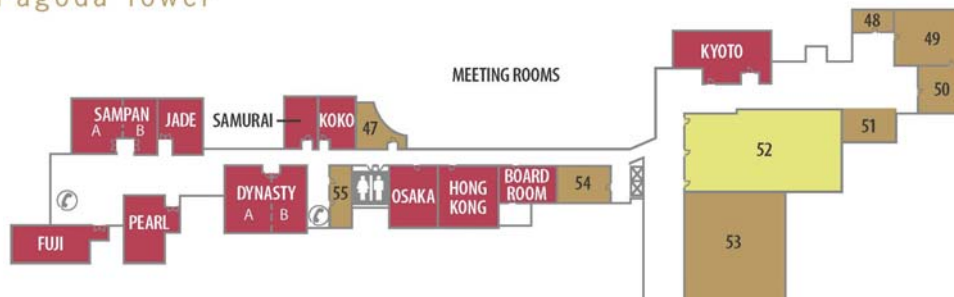 Pagoda Tower
48
49
KYOTO
MEETING ROOMS
50
SAMPAN
A B
JADE
SAMURAI
KOKO
47
51
52
DYNASTY
A B
55
OSAKA
HONG
KONG
BOARD
ROOM
54
PEARL
FUJI
53